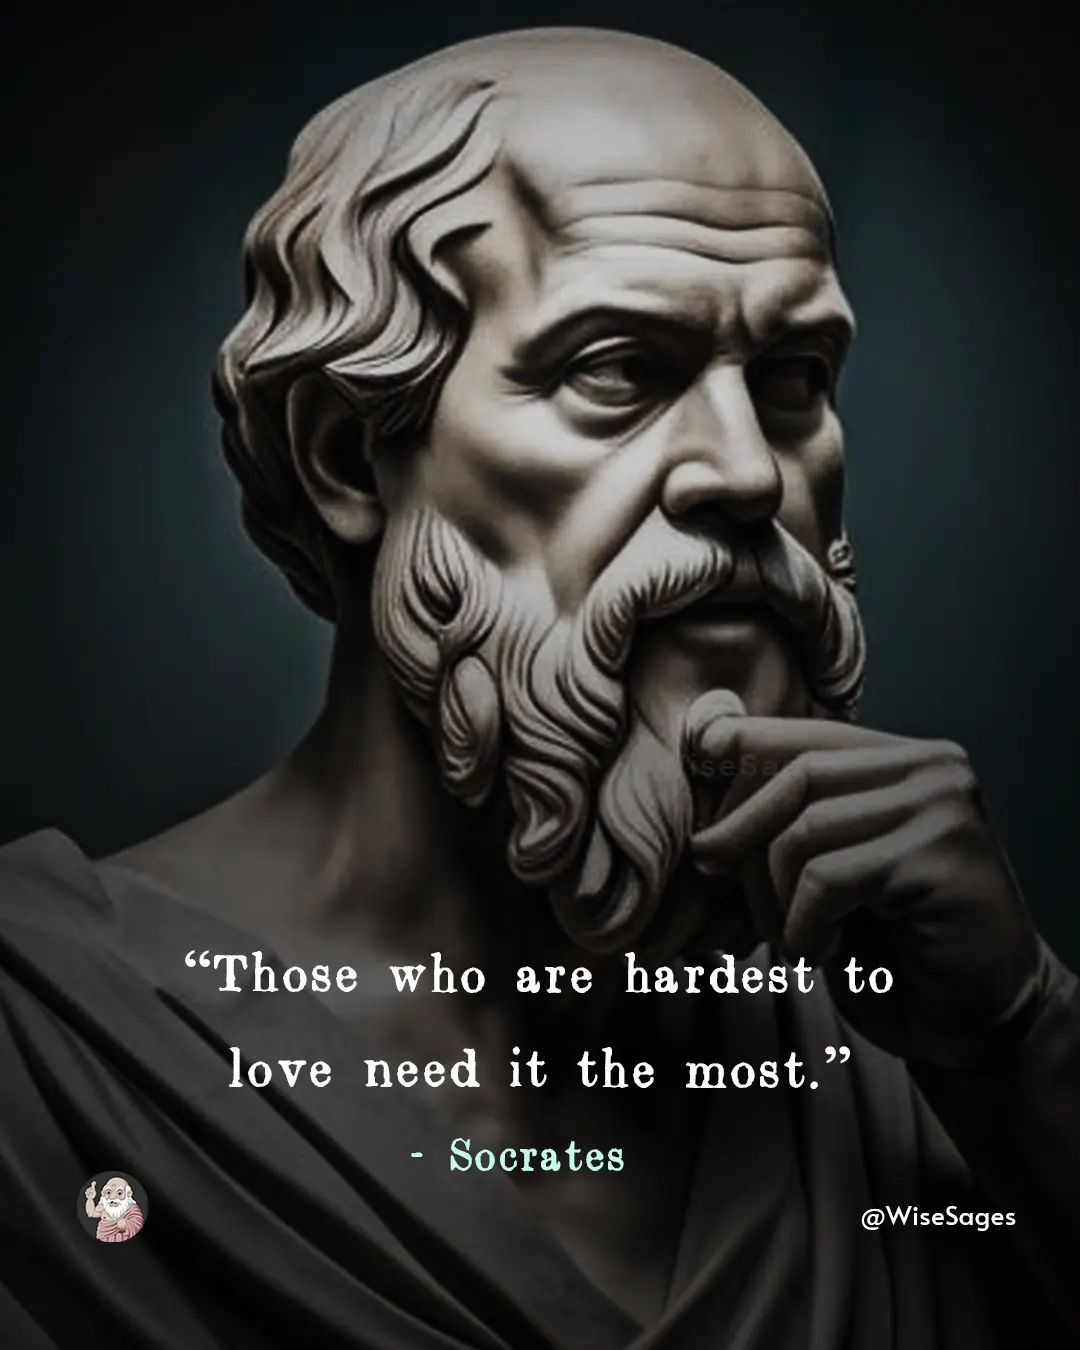 “Those who are hardest to
love need it the most.”
- Socrates
@WiseSages